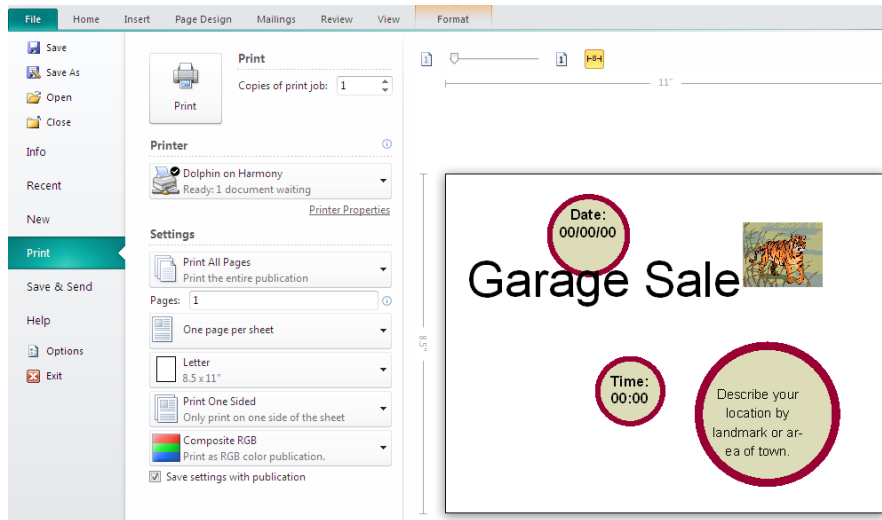 File Home Insert Page Design Mailings Review View Format
Save
Save As
Open
Close
Info
Recent
New
Print
Save & Send
Help
Options
Exit
Print
Print
Copies of print job: 1
Printer
Dolphin on Harmony
Ready: 1 document waiting
Printer Properties
Settings
Print All Pages
Print the entire publication
Pages: 1
One page per sheet
Letter
8.5 x 11"
Print One Sided
Only print on one side of the sheet
Composite RGB
Print as RGB color publication.
Save settings with publication
1 1 8
11"
8.5"
Date:
00/00/00
Garage Sale
Time:
00:00
Describe your
location by
landmark or ar-
ea of town.